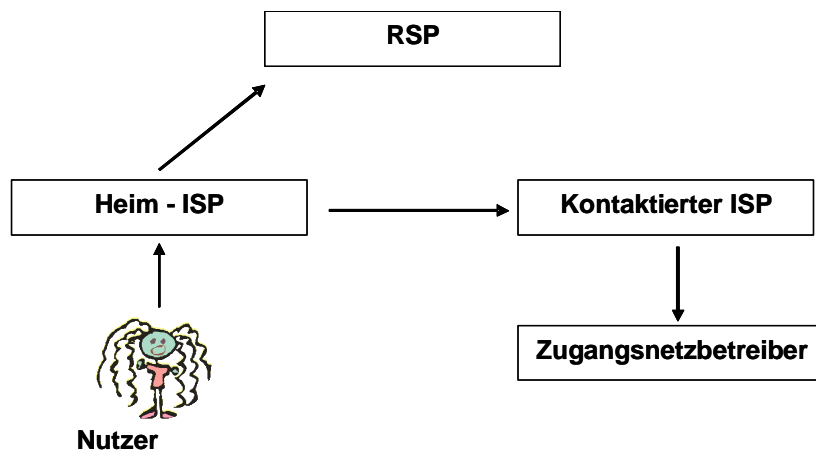 RSP
Heim - ISP
Kontaktierter ISP
Zugangsnetzbetreiber
Nutzer